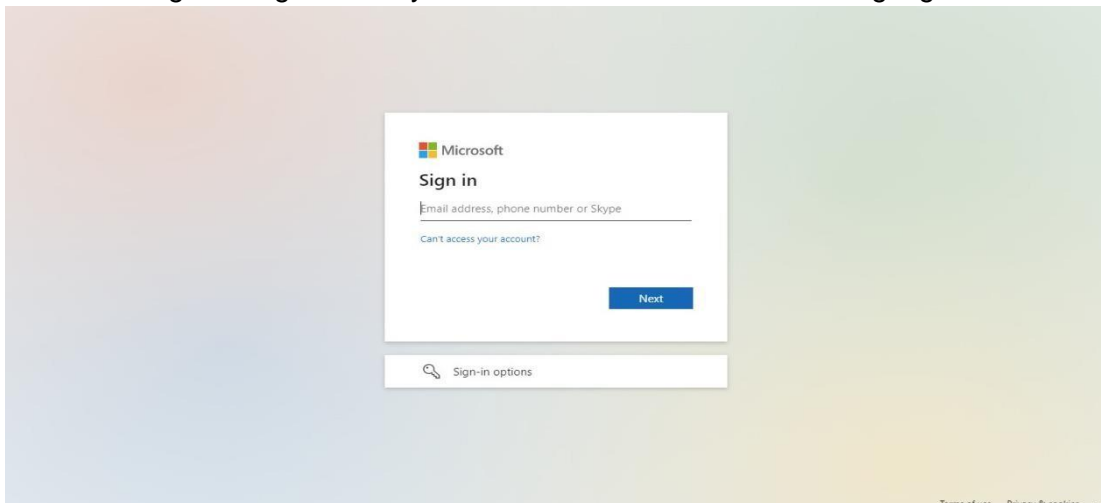 Microsoft
Sign in
Email address, phone number or Skype
Can't access your account?
Next
Sign-in options